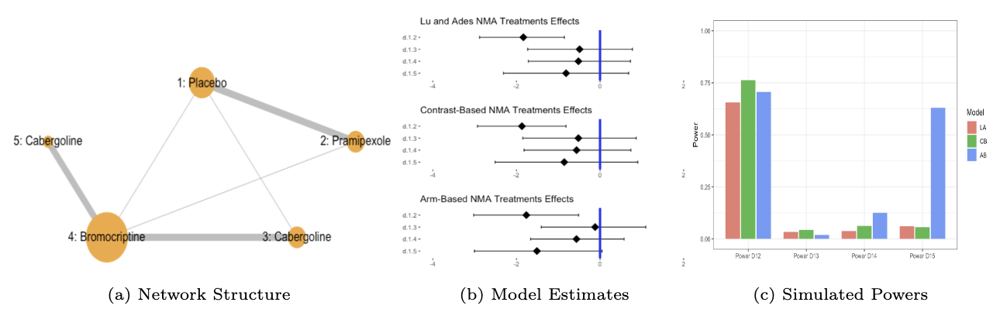 1: Placebo
5: Cabergoline
2: Pramipexole
4: Bromocriptine
3: Cabergoline
(a) Network Structure
Lu and Ades NMA Treatments Effects
d.1.2
d.1.3
d.1.4
d.1.5
-4 -2 0 2
Contrast-Based NMA Treatments Effects
d.1.2
d.1.3
d.1.4
d.1.5
-4 -2 0 2
Arm-Based NMA Treatments Effects
d.1.2
d.1.3
d.1.4
d.1.5
-4 -2 0 2
(b) Model Estimates
1.00
0.75
0.50
0.25
0.00
Power
Power D12 Power D13 Power D14 Power D15
Model
LA
CB
AB
(c) Simulated Powers